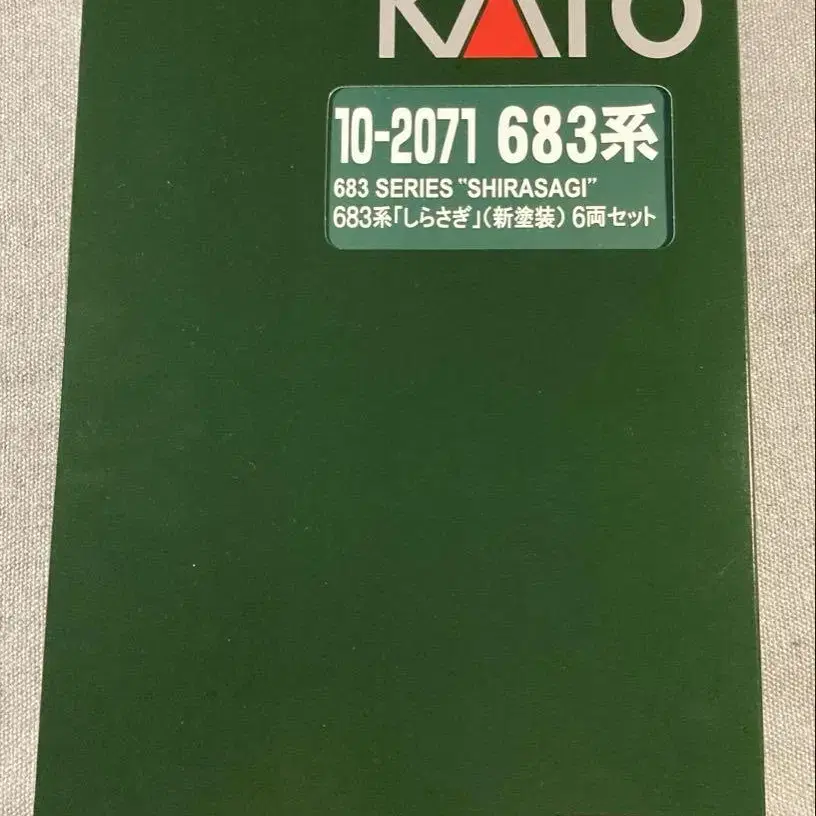 KATO
10-2071 683系
683 SERIES "SHIRASAGI"
683系「しらさぎ」(新塗装) 6両セット